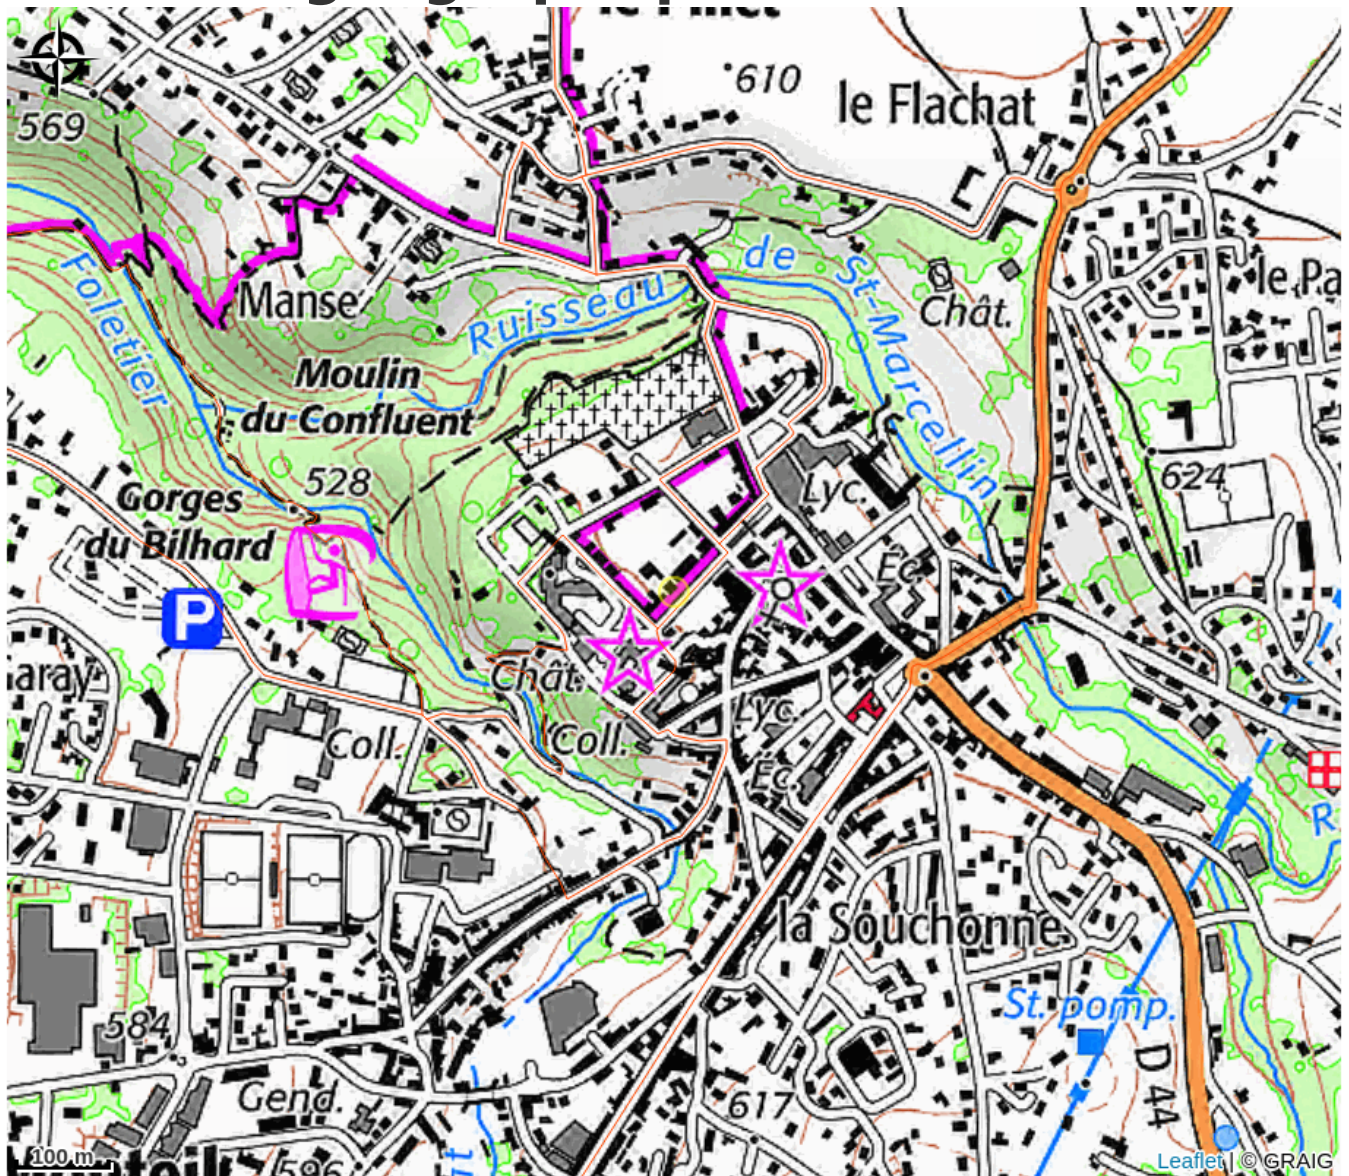 610
le Flachat
569
de
St-Marcellin
Foletier
Manse
Ruisseau
Chât.
le Pa
Moulin
du Confluent
528
Gorges
du Bilhard
Lyc.
624
Éc.
P
aray
Chât.
Coll.
Coll.
Lyc.
Éc.
R
la Souchonne
St. pomp.
584
D 44
Gend.
617
100 m
596
Leaflet | © GRAIG